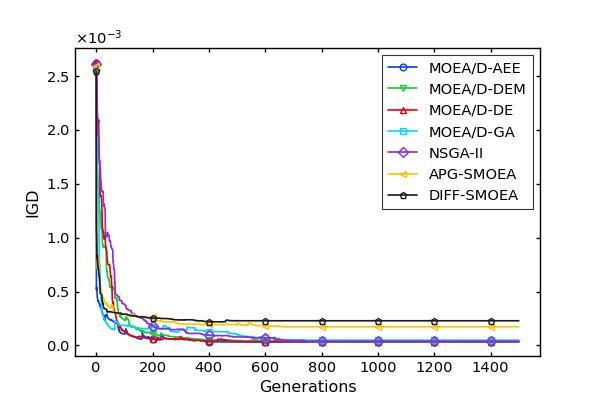 ×10⁻³
2.5
2.0
1.5
1.0
0.5
0.0
IGD
0 200 400 600 800 1000 1200 1400
Generations
MOEA/D-AEE
MOEA/D-DEM
MOEA/D-DE
MOEA/D-GA
NSGA-II
APG-SMOEA
DIFF-SMOEA